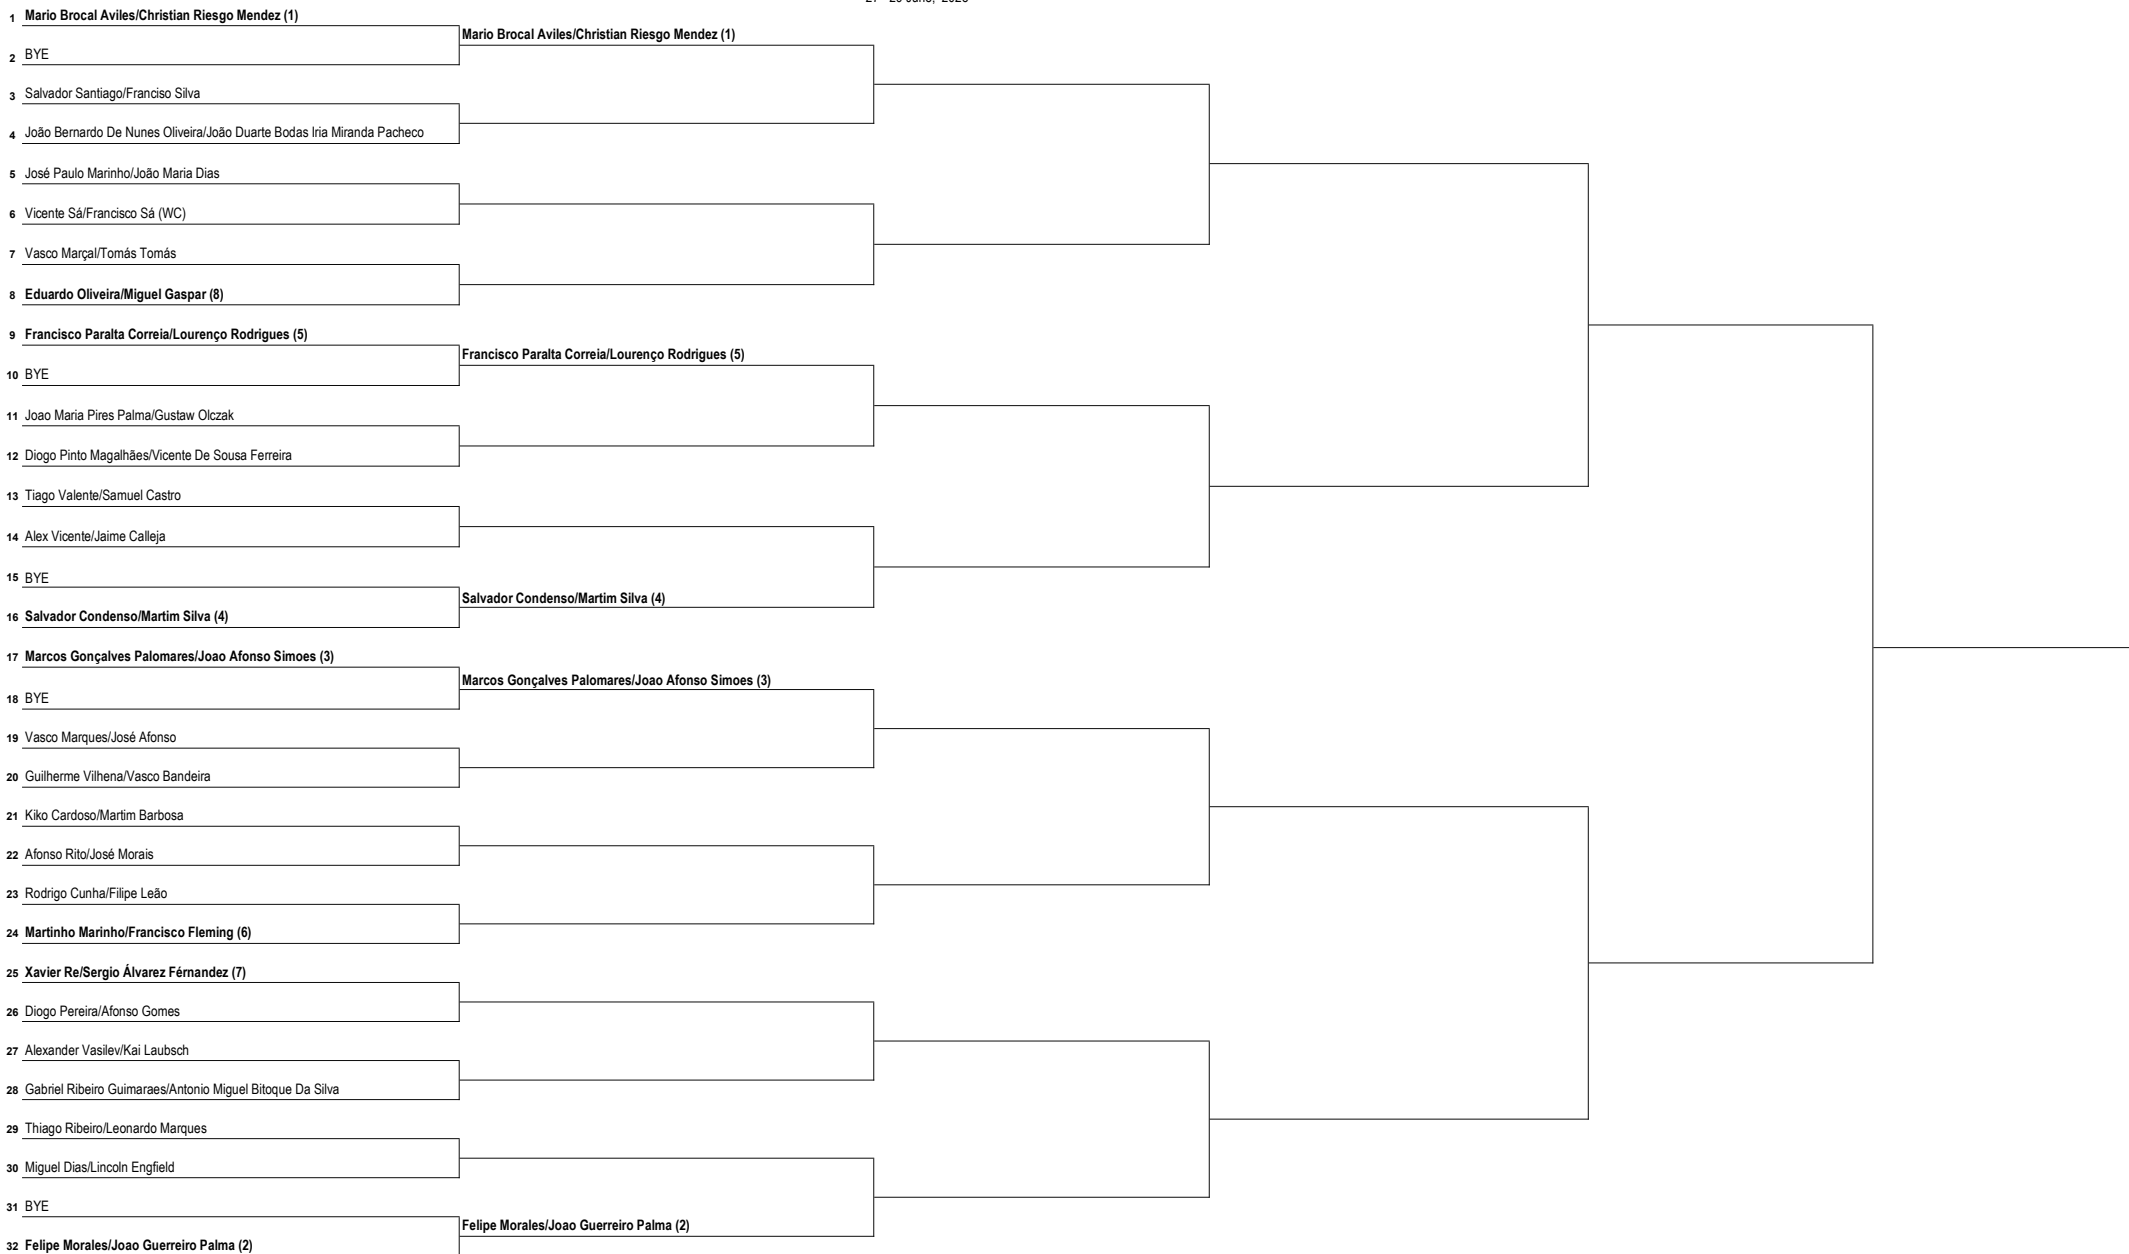 1 Mario Brocal Aviles/Christian Riesgo Mendez (1)
Mario Brocal Aviles/Christian Riesgo Mendez (1)
2 BYE
3 Salvador Santiago/Franciso Silva
4 João Bernardo De Nunes Oliveira/João Duarte Bodas Iria Miranda Pacheco
5 José Paulo Marinho/João Maria Dias
6 Vicente Sá/Francisco Sá (WC)
7 Vasco Marçal/Tomás Tomás
8 Eduardo Oliveira/Miguel Gaspar (8)
9 Francisco Paralta Correia/Lourenço Rodrigues (5)
Francisco Paralta Correia/Lourenço Rodrigues (5)
10 BYE
11 Joao Maria Pires Palma/Gustaw Olczak
12 Diogo Pinto Magalhães/Vicente De Sousa Ferreira
13 Tiago Valente/Samuel Castro
14 Alex Vicente/Jaime Calleja
15 BYE
Salvador Condenso/Martim Silva (4)
16 Salvador Condenso/Martim Silva (4)
17 Marcos Gonçalves Palomares/Joao Afonso Simoes (3)
Marcos Gonçalves Palomares/Joao Afonso Simoes (3)
18 BYE
19 Vasco Marques/José Afonso
20 Guilherme Vilhena/Vasco Bandeira
21 Kiko Cardoso/Martim Barbosa
22 Afonso Rito/José Morais
23 Rodrigo Cunha/Filipe Leão
24 Martinho Marinho/Francisco Fleming (6)
25 Xavier Re/Sergio Álvarez Férnandez (7)
26 Diogo Pereira/Afonso Gomes
27 Alexander Vasilev/Kai Laubsch
28 Gabriel Ribeiro Guimaraes/Antonio Miguel Bitoque Da Silva
29 Thiago Ribeiro/Leonardo Marques
30 Miguel Dias/Lincoln Engfield
31 BYE
Felipe Morales/Joao Guerreiro Palma (2)
32 Felipe Morales/Joao Guerreiro Palma (2)